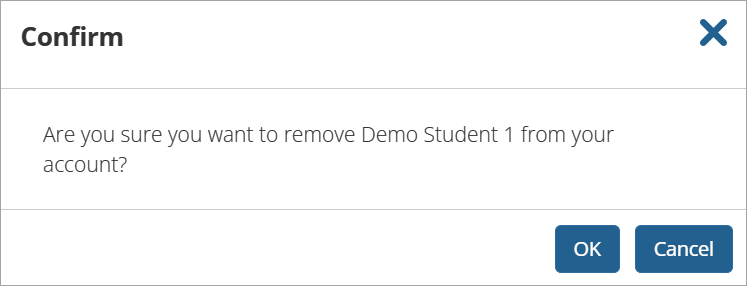 Confirm
Are you sure you want to remove Demo Student 1 from your
account?
OK
Cancel